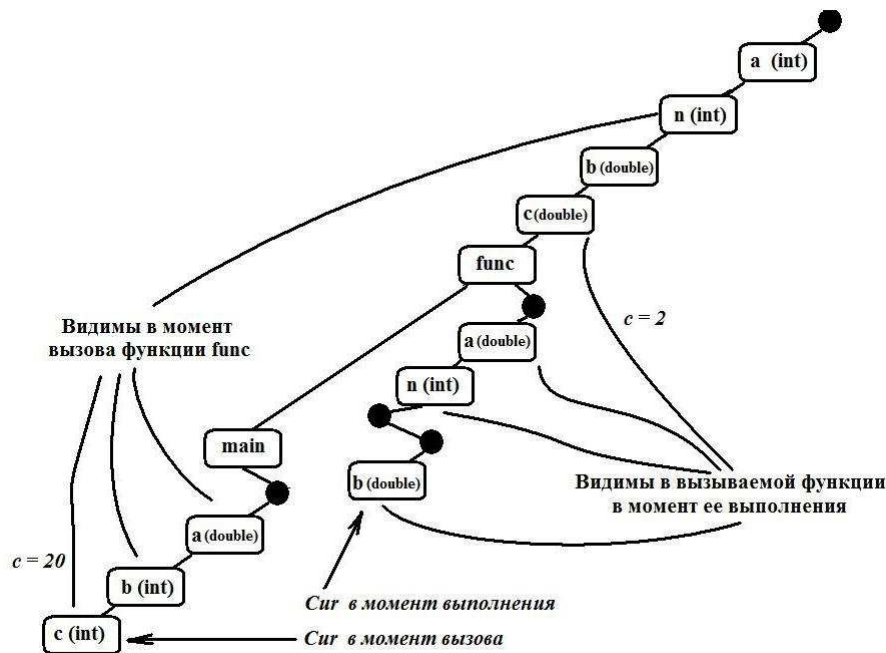 a (int)
n (int)
b (double)
c (double)
func
c = 2
Видимы в момент
вызова функции func
a (double)
n (int)
main
b (double)
Видимы в вызываемой функции
в момент ее выполнения
a (double)
c = 20
b (int)
Cur в момент выполнения
c (int)
Cur в момент вызова